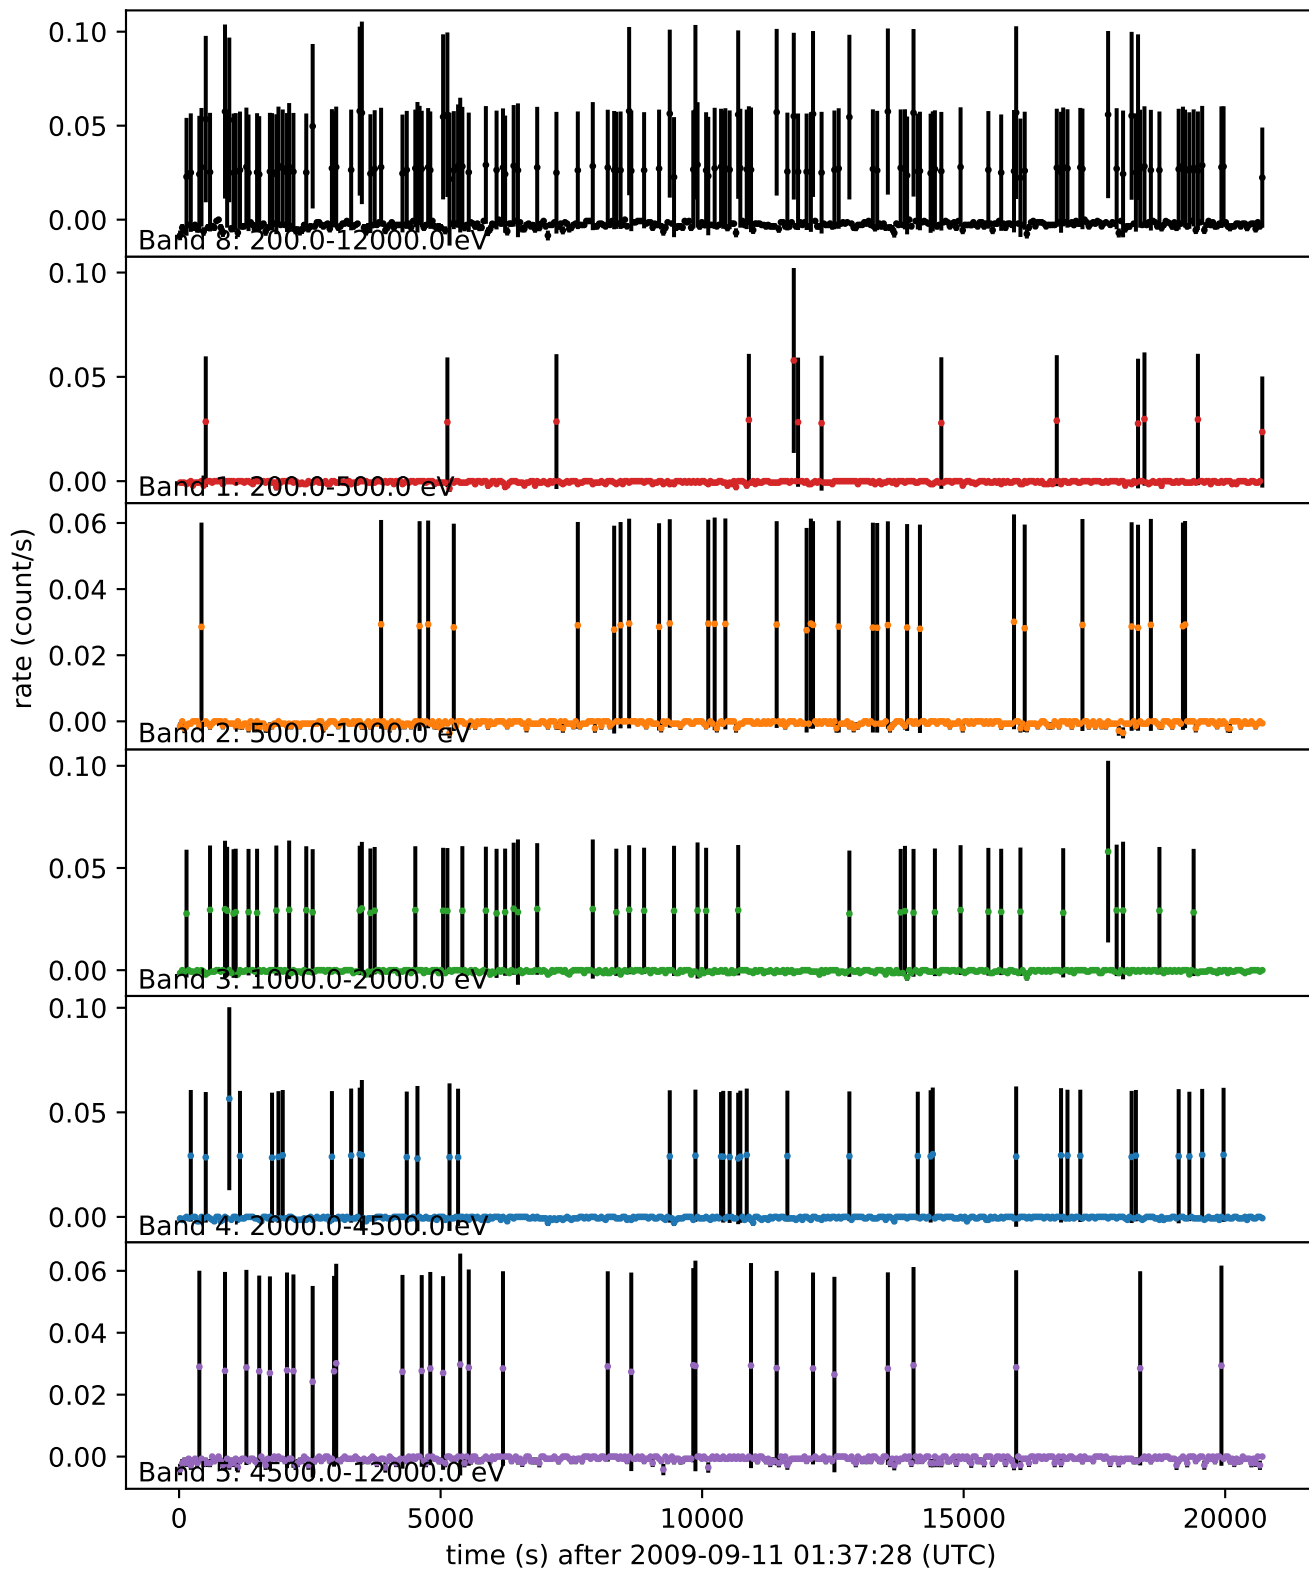 0.10
0.05
0.00
Band 8: 200.0-12000.0 eV
0.10
0.05
0.00
Band 1: 200.0-500.0 eV
0.06
0.04
0.02
0.00
Band 2: 500.0-1000.0 eV
rate (count/s)
0.10
0.05
0.00
Band 3: 1000.0-2000.0 eV
0.10
0.05
0.00
Band 4: 2000.0-4500.0 eV
0.06
0.04
0.02
0.00
Band 5: 4500.0-12000.0 eV
0 5000 10000 15000 20000
time (s) after 2009-09-11 01:37:28 (UTC)